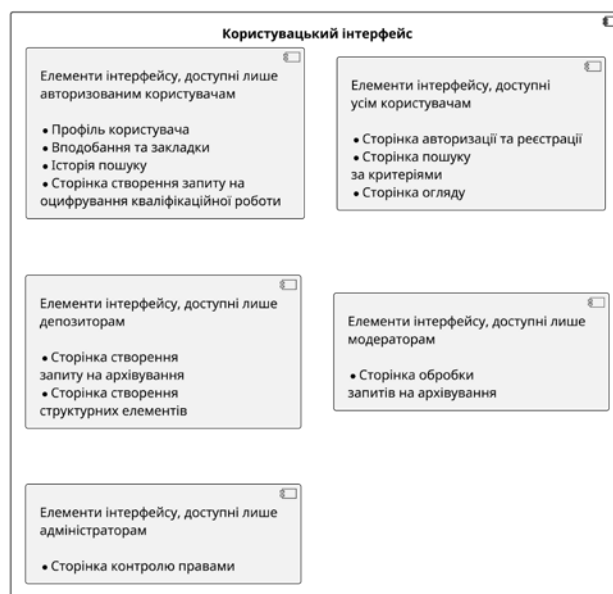 Користувацький інтерфейс
Елементи інтерфейсу, доступні лише
авторизованим користувачам
• Профіль користувача
• Вподобання та закладки
• Історія пошуку
• Сторінка створення запиту на
оцифрування кваліфікаційної роботи
Елементи інтерфейсу, доступні
усім користувачам
• Сторінка авторизації та реєстрації
• Сторінка пошуку
за критеріями
• Сторінка огляду
Елементи інтерфейсу, доступні лише
депозиторам
• Сторінка створення
запиту на архівування
• Сторінка створення
структурних елементів
Елементи інтерфейсу, доступні лише
модераторам
• Сторінка обробки
запитів на архівування
Елементи інтерфейсу, доступні лише
адміністраторам
• Сторінка контролю правами